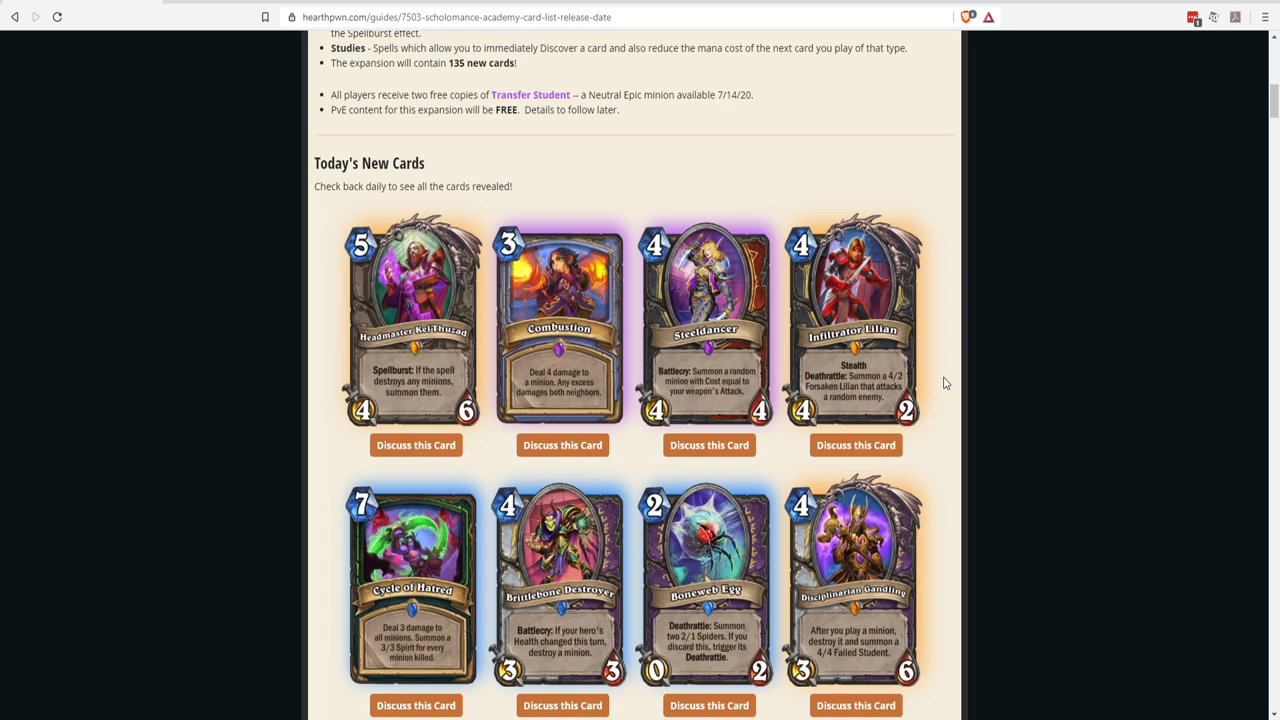 hearthpwn.com/guides/7503-scholomance-academy-card-list-release-date
8
1
the Spellburst effect.
Studies - Spells which allow you to immediately Discover a card and also reduce the mana cost of the next card you play of that type.
The expansion will contain 135 new cards!
All players receive two free copies of Transfer Student -- a Neutral Epic minion available 7/14/20.
PvE content for this expansion will be FREE. Details to follow later.
Today's New Cards
Check back daily to see all the cards revealed!
5
Headmaster Kel'Thuzad
Spellburst: If the spell
destroys any minions,
summon them.
4
6
3
Combustion
Deal 4 damage to
a minion. Any excess
damages both neighbors.
4
Steeldancer
Battlecry: Summon a random
minion with Cost equal to
your weapon's Attack.
4
4
4
Infiltrator Lilian
Stealth
Deathrattle: Summon a 4/2
Forsaken Lilian that attacks
a random enemy.
4
2
Discuss this Card
Discuss this Card
Discuss this Card
Discuss this Card
7
Cycle of Hatred
Deal 3 damage to
all minions. Summon a
3/3 Spirit for every
minion killed.
4
Brittlebone Destroyer
Battlecry: If your hero's
Health changed this turn,
destroy a minion.
3
3
2
Boneweb Egg
Deathrattle: Summon
two 2/1 Spiders. If you
discard this, trigger its
Deathrattle.
0
2
4
Disciplinarian Gandling
After you play a minion,
destroy it and summon a
4/4 Failed Student.
3
6
Discuss this Card
Discuss this Card
Discuss this Card
Discuss this Card